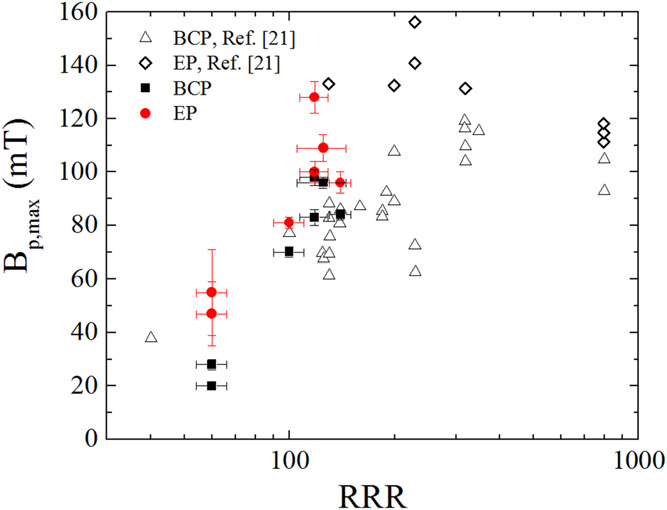 160
140
120
100
80
60
40
20
0
B_p,max (mT)
BCP, Ref. [21]
EP, Ref. [21]
BCP
EP
100
1000
RRR